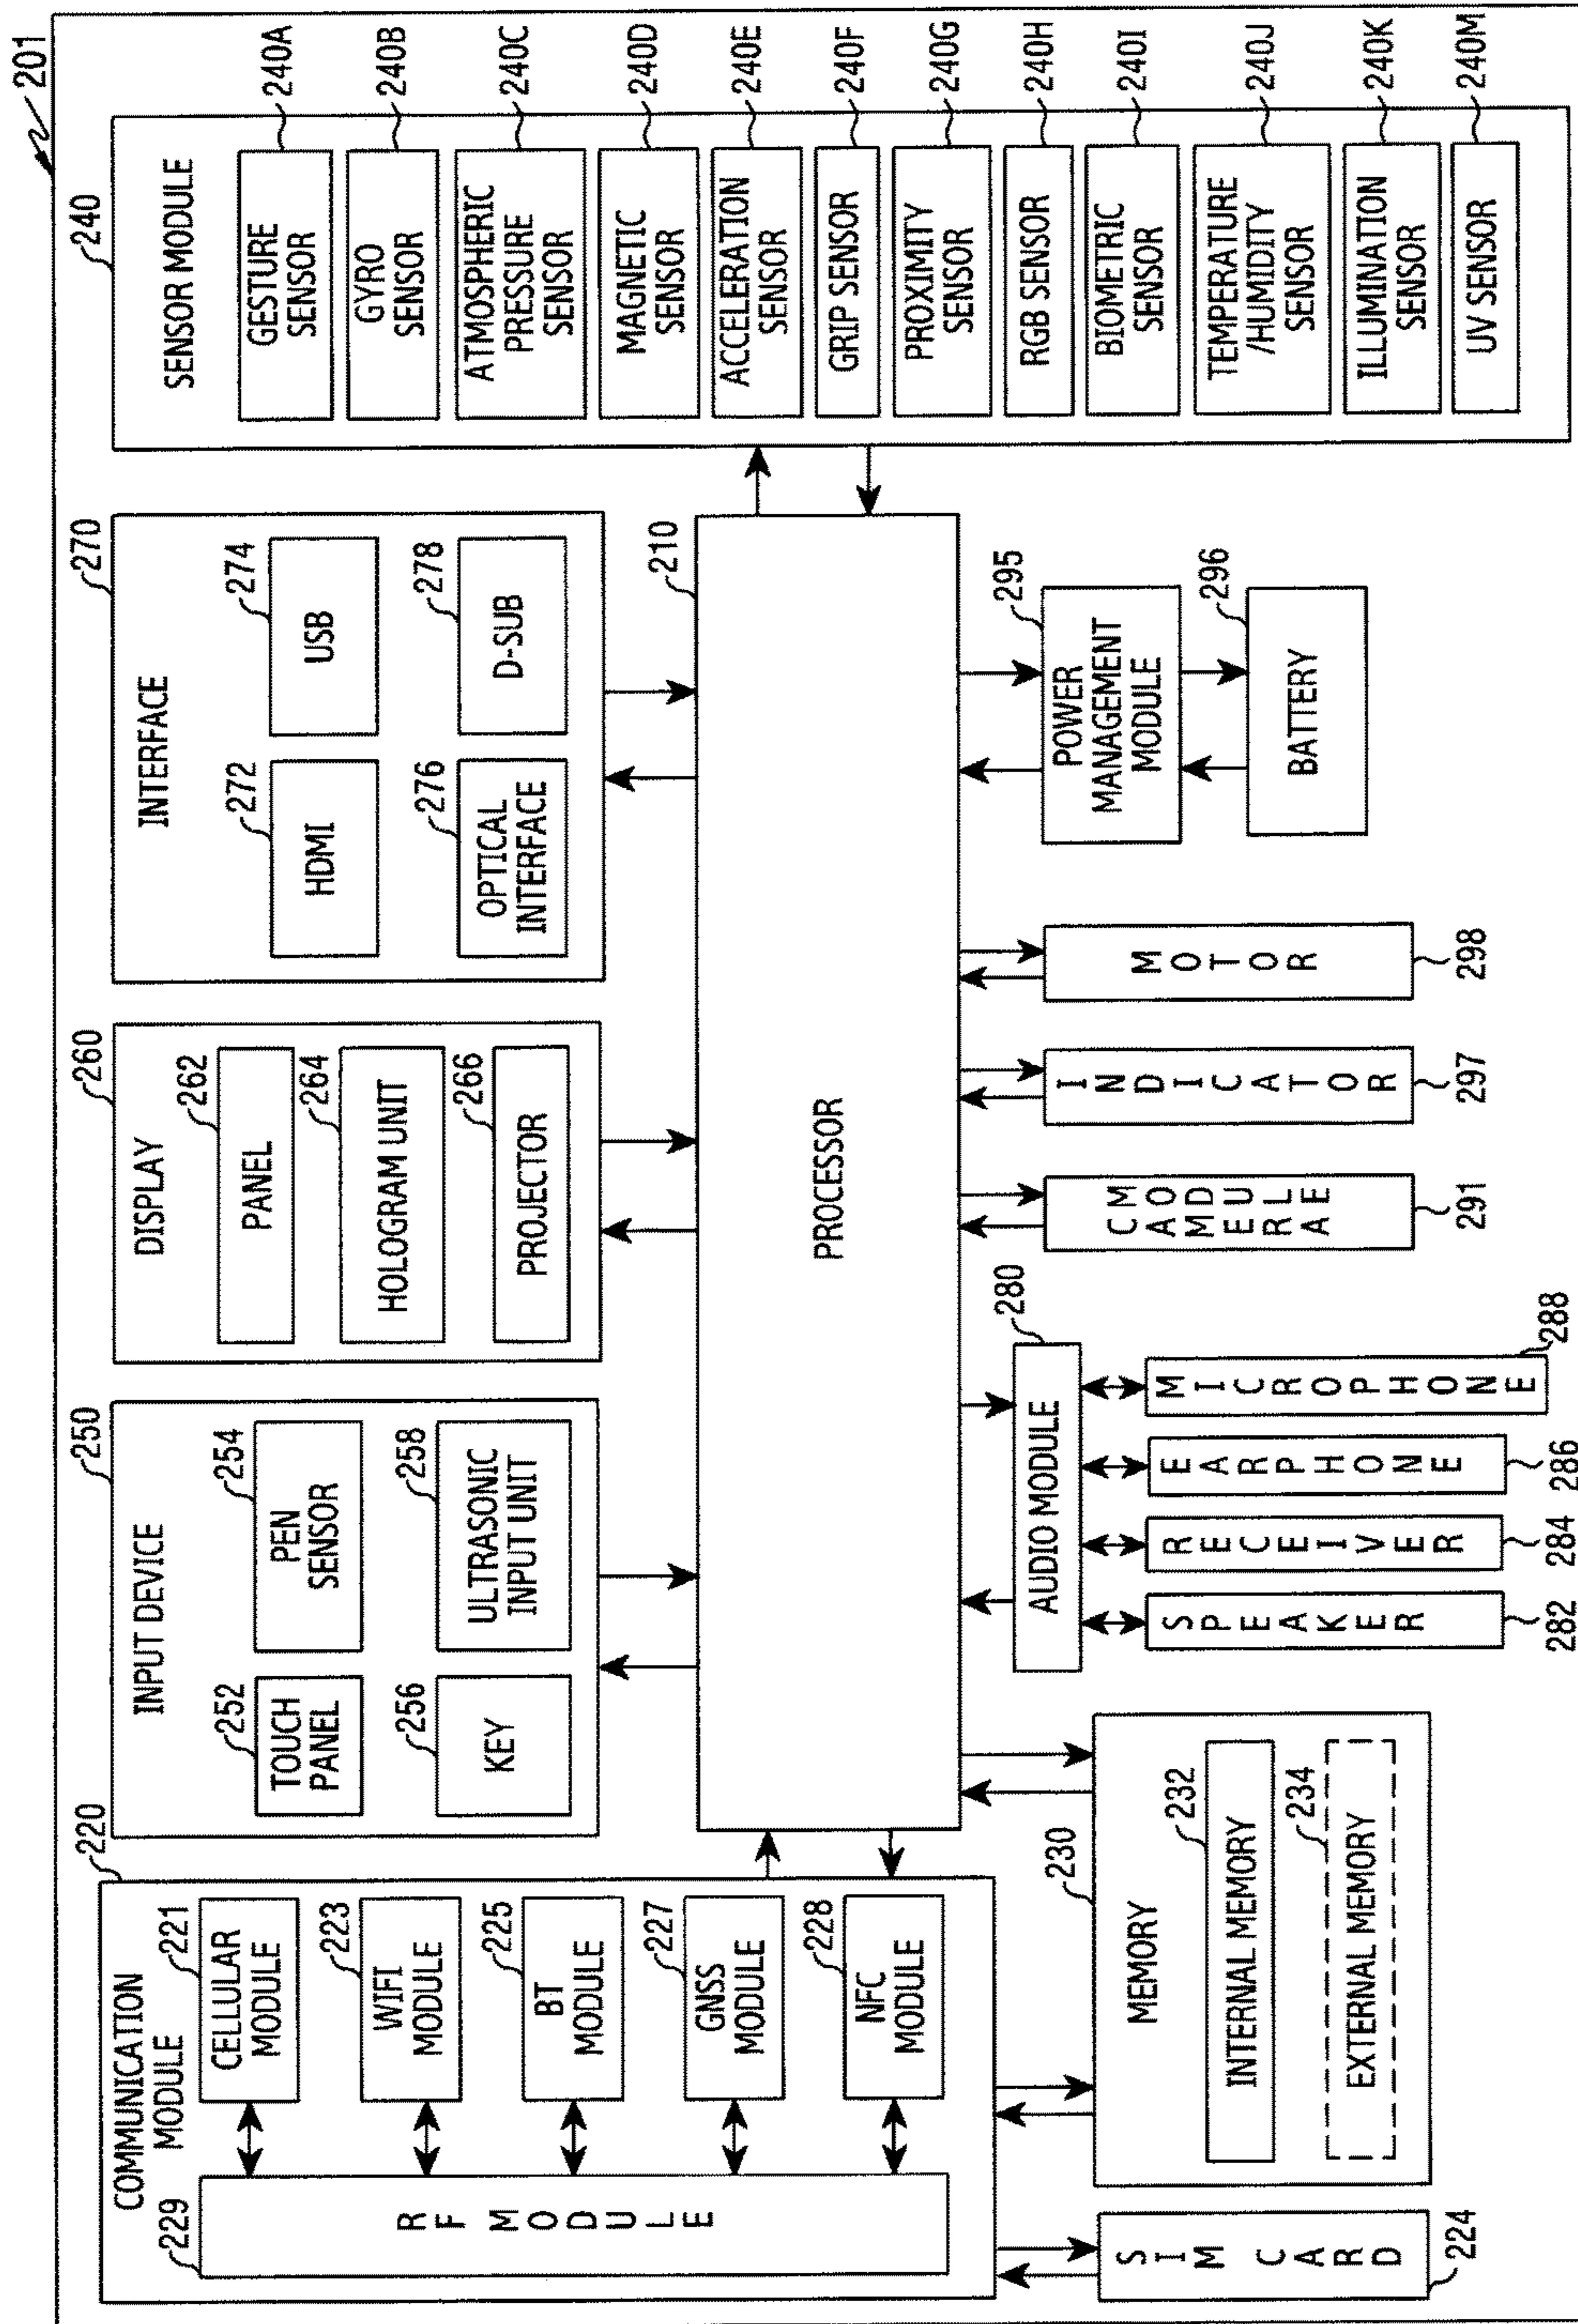 201
COMMUNICATION
MODULE
220
229
RF MODULE
221
CELLULAR
MODULE
223
WIFI
MODULE
225
BT
MODULE
227
GNSS
MODULE
228
NFC
MODULE
SIM CARD
224
INPUT DEVICE
250
252
TOUCH
PANEL
254
PEN
SENSOR
256
KEY
258
ULTRASONIC
INPUT UNIT
DISPLAY
260
262
PANEL
264
HOLOGRAM UNIT
266
PROJECTOR
INTERFACE
270
272
HDMI
274
USB
276
OPTICAL
INTERFACE
278
D-SUB
SENSOR MODULE
240
GESTURE
SENSOR
240A
GYRO
SENSOR
240B
ATMOSPHERIC
PRESSURE
SENSOR
240C
MAGNETIC
SENSOR
240D
ACCELERATION
SENSOR
240E
GRIP SENSOR
240F
PROXIMITY
SENSOR
240G
RGB SENSOR
240H
BIOMETRIC
SENSOR
240I
TEMPERATURE
/HUMIDITY
SENSOR
240J
ILLUMINATION
SENSOR
240K
UV SENSOR
240M
PROCESSOR
210
230
MEMORY
232
INTERNAL MEMORY
234
EXTERNAL MEMORY
280
AUDIO MODULE
SPEAKER
282
RECEIVER
284
EARPHONE
286
MICROPHONE
288
CAMERA
MODULE
291
INDICATOR
297
MOTOR
298
295
POWER
MANAGEMENT
MODULE
296
BATTERY